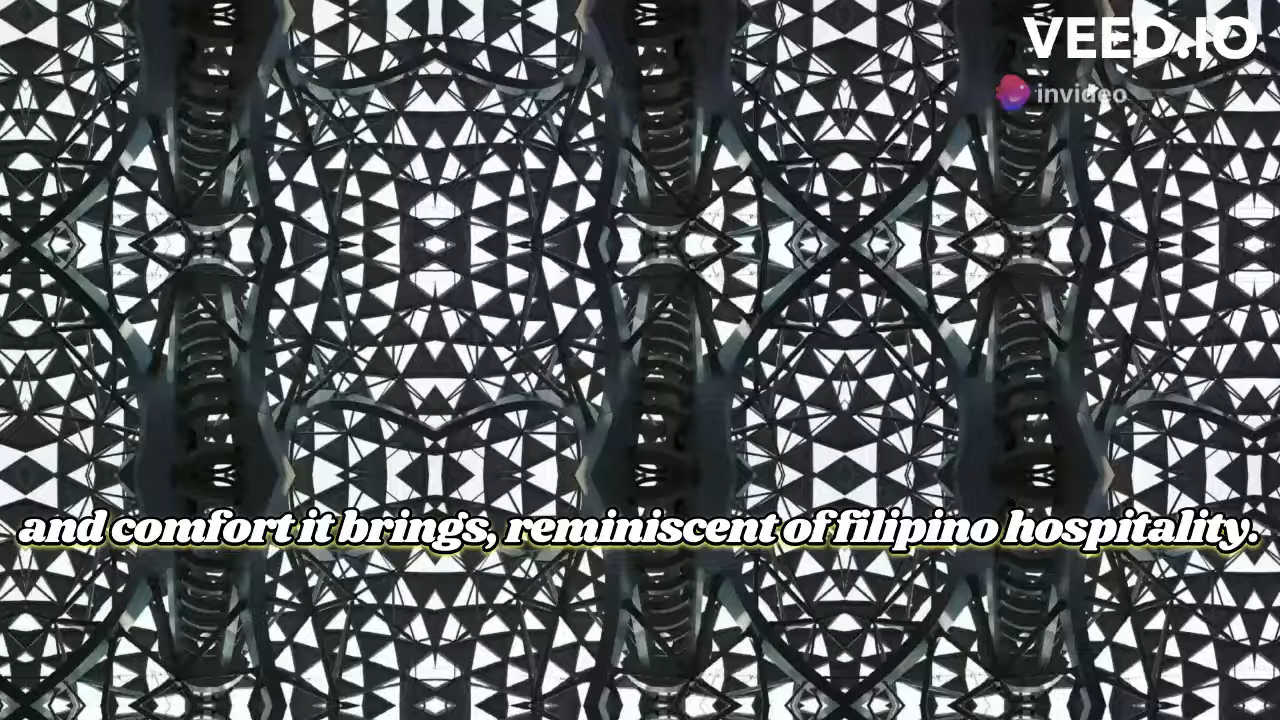 VEED.IO
invideo
and comfort it brings, reminiscent of filipino hospitality.